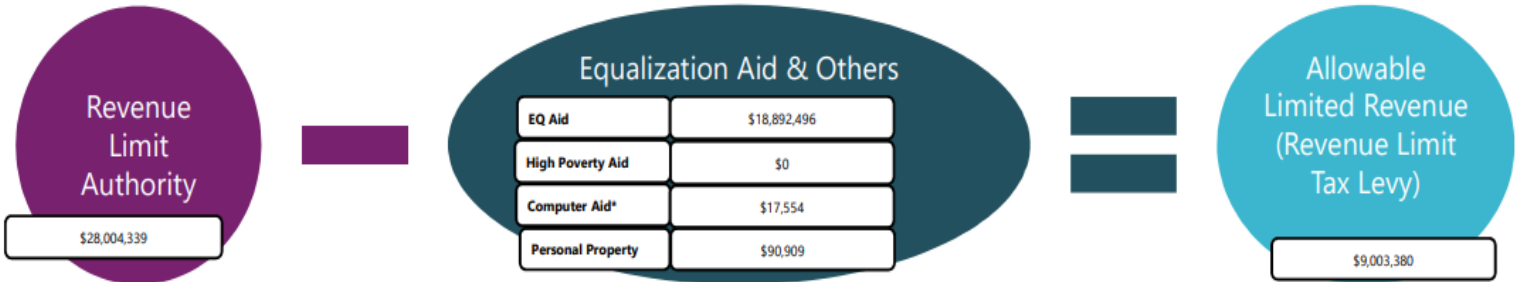 Revenue
Limit
Authority
$28,004,339
Equalization Aid & Others
EQ Aid $18,892,496
High Poverty Aid $0
Computer Aid* $17,554
Personal Property $90,909
Allowable
Limited Revenue
(Revenue Limit
Tax Levy)
$9,003,380